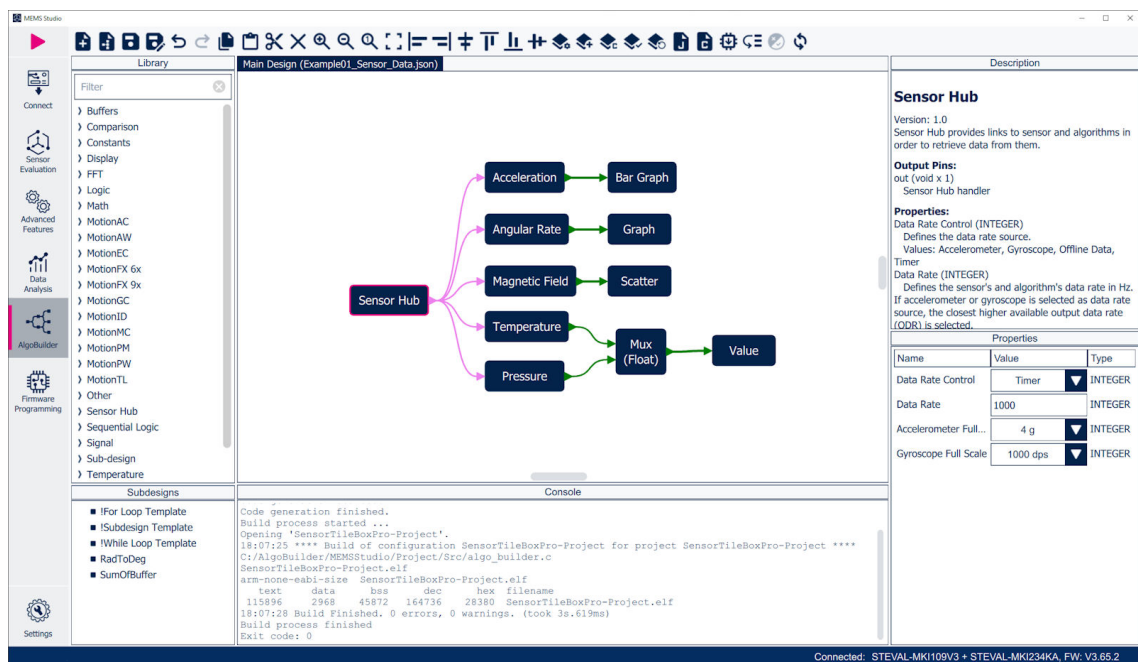 MEMS Studio
Connect
Sensor
Evaluation
Advanced
Features
Data
Analysis
AlgoBuilder
Firmware
Programming
Settings
Library
Filter
Buffers
Comparison
Constants
Display
FFT
Logic
Math
MotionAC
MotionAW
MotionEC
MotionFX 6x
MotionFX 9x
MotionGC
MotionID
MotionMC
MotionPM
MotionPW
MotionTL
Other
Sensor Hub
Sequential Logic
Signal
Sub-design
Temperature
Subdesigns
!For Loop Template
!Subdesign Template
!While Loop Template
RadToDeg
SumOfBuffer
Main Design (Example01_Sensor_Data.json)
Sensor Hub
Acceleration
Bar Graph
Angular Rate
Graph
Magnetic Field
Scatter
Temperature
Pressure
Mux
(Float)
Value
Console
Code generation finished.
Build process started ...
Opening 'SensorTileBoxPro-Project'.
18:07:25 **** Build of configuration SensorTileBoxPro-Project for project SensorTileBoxPro-Project ****
C:/AlgoBuilder/MEMSStudio/Project/Src/algo_builder.c
SensorTileBoxPro-Project.elf
arm-none-eabi-size SensorTileBoxPro-Project.elf
text data bss dec hex filename
115896 2968 45872 164736 28380 SensorTileBoxPro-Project.elf
18:07:28 Build Finished. 0 errors, 0 warnings. (took 3s.619ms)
Build process finished
Exit code: 0
Description
Sensor Hub
Version: 1.0
Sensor Hub provides links to sensor and algorithms in
order to retrieve data from them.
Output Pins:
out (void x 1)
Sensor Hub handler
Properties:
Data Rate Control (INTEGER)
Defines the data rate source.
Values: Accelerometer, Gyroscope, Offline Data,
Timer
Data Rate (INTEGER)
Defines the sensor's and algorithm's data rate in Hz.
If accelerometer or gyroscope is selected as data rate
source, the closest higher available output data rate
(ODR) is selected.
Properties
Name Value Type
Data Rate Control Timer INTEGER
Data Rate 1000 INTEGER
Accelerometer Full... 4 g INTEGER
Gyroscope Full Scale 1000 dps INTEGER
Connected: STEVAL-MKI109V3 + STEVAL-MKI234KA, FW: V3.65.2